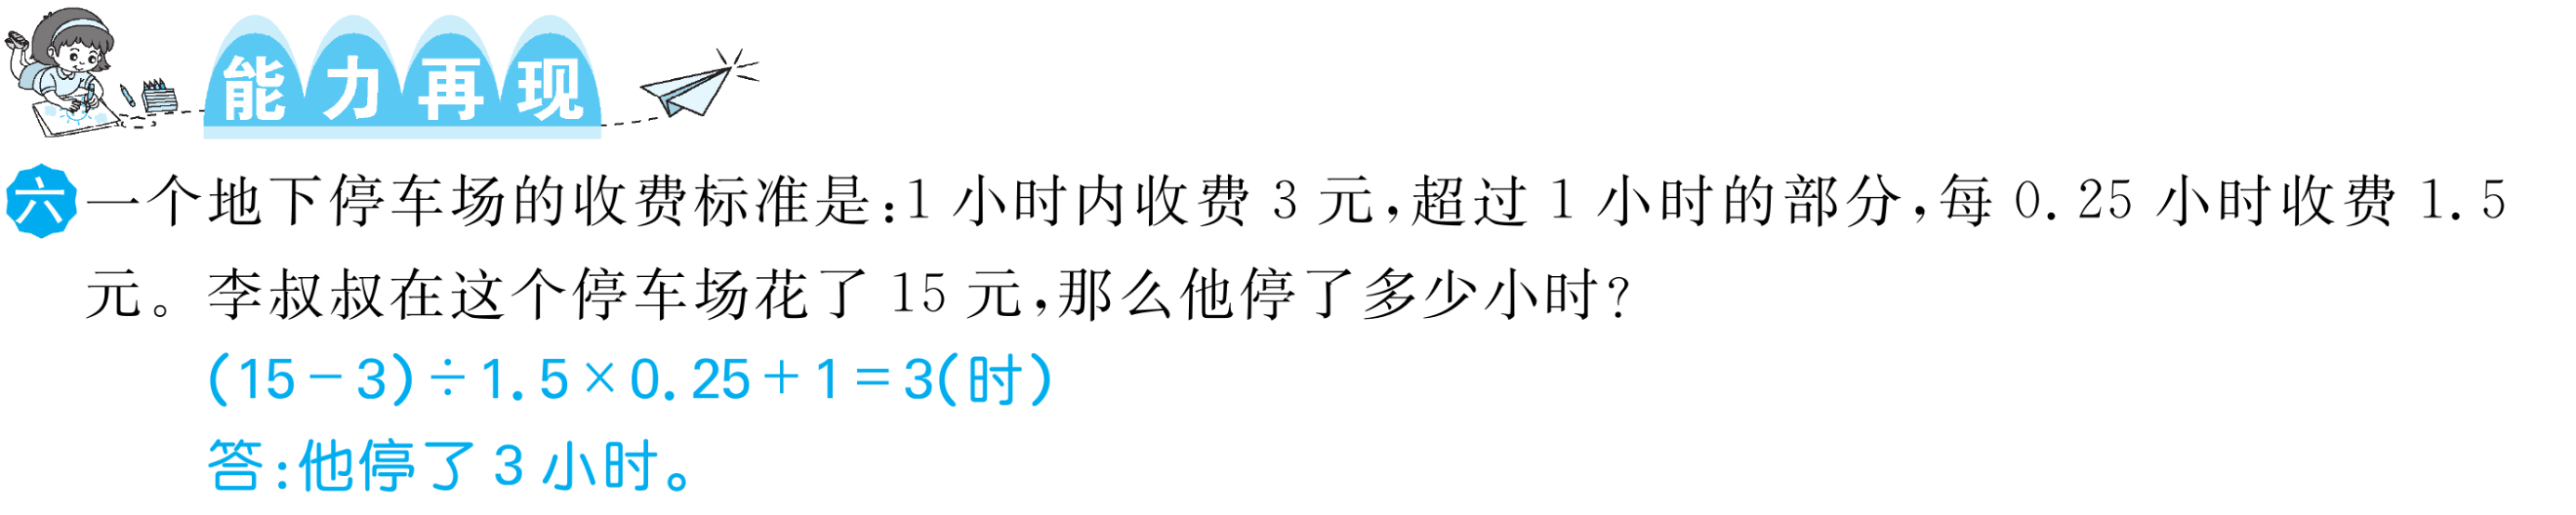 能力再现
六 一个地下停车场的收费标准是:1 小时内收费 3 元,超过 1 小时的部分,每 0.25 小时收费 1.5
元。李叔叔在这个停车场花了 15 元,那么他停了多少小时?
(15-3)÷1.5×0.25+1=3(时)
答:他停了 3 小时。